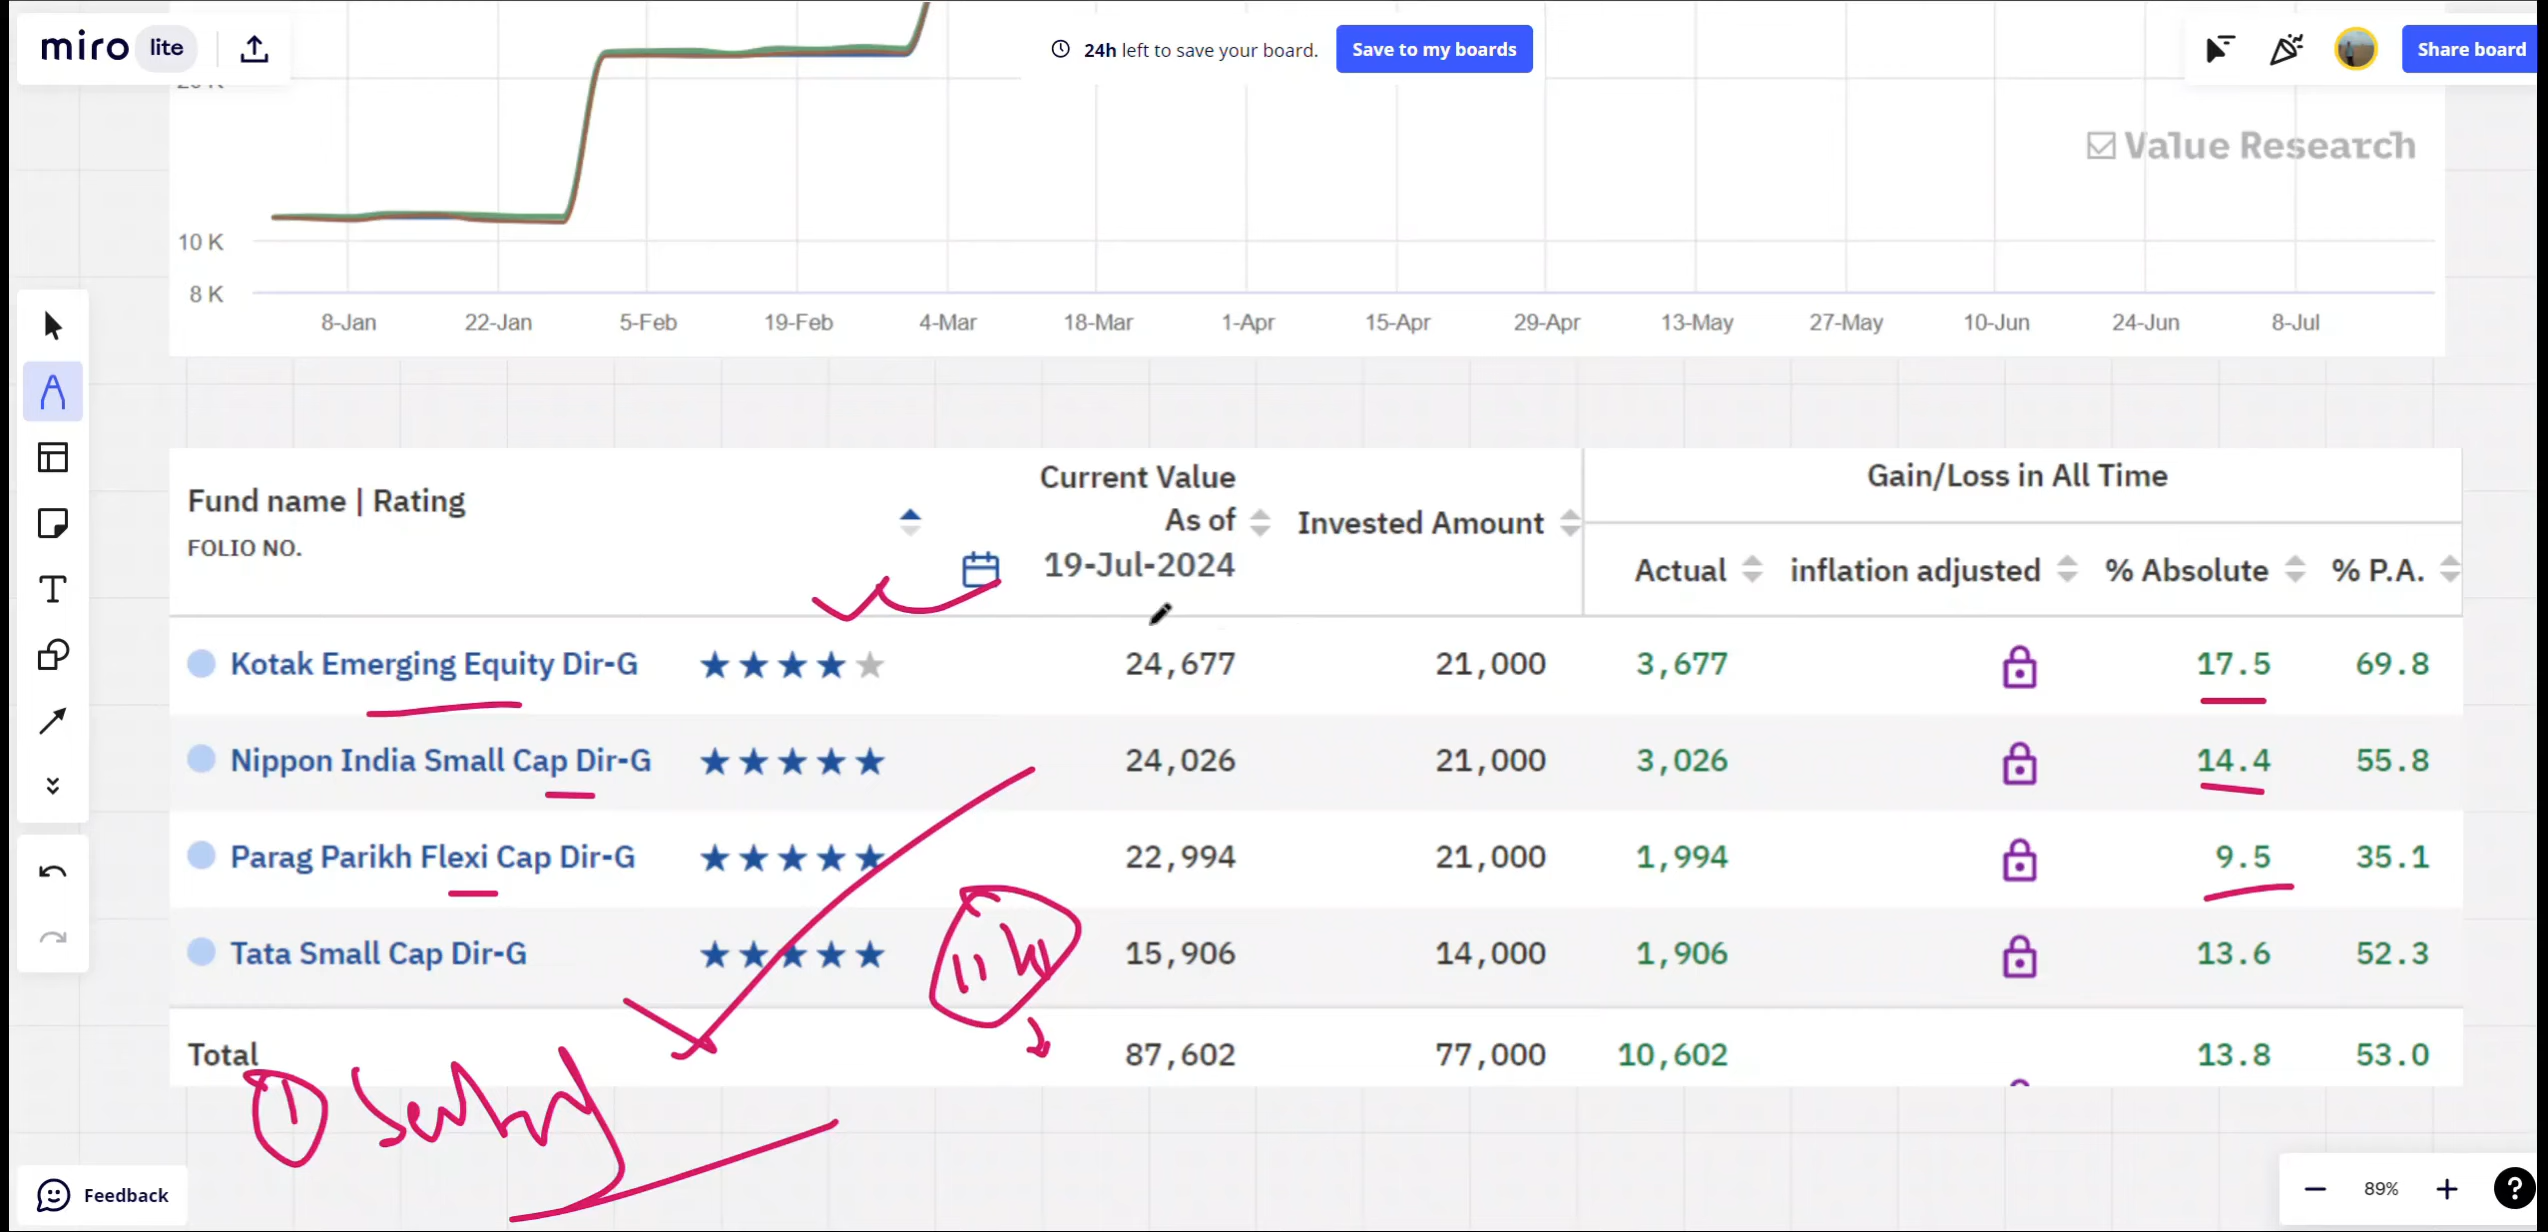 miro lite
24h left to save your board. Save to my boards
Share board
Value Research
10 K
8 K
8-Jan 22-Jan 5-Feb 19-Feb 4-Mar 18-Mar 1-Apr 15-Apr 29-Apr 13-May 27-May 10-Jun 24-Jun 8-Jul
Fund name | Rating
FOLIO NO.
Current Value
As of
19-Jul-2024
Invested Amount
Gain/Loss in All Time
Actual inflation adjusted % Absolute % P.A.
Kotak Emerging Equity Dir-G 24,677 21,000 3,677 17.5 69.8
Nippon India Small Cap Dir-G 24,026 21,000 3,026 14.4 55.8
Parag Parikh Flexi Cap Dir-G 22,994 21,000 1,994 9.5 35.1
Tata Small Cap Dir-G 15,906 14,000 1,906 13.6 52.3
Total 87,602 77,000 10,602 13.8 53.0
Feedback
89%